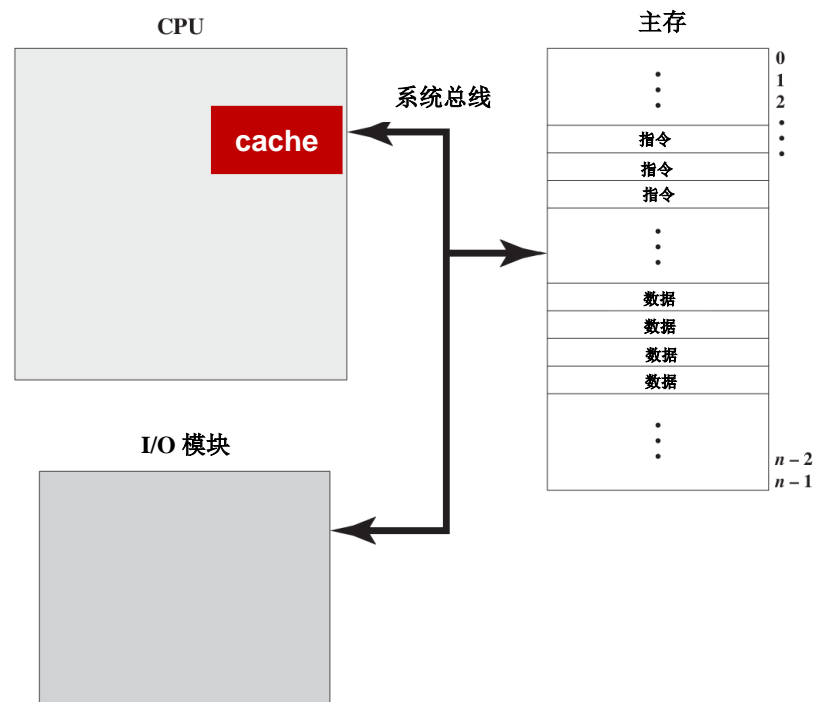 CPU
cache
系统总线
主存
0
1
2
指令
指令
指令
数据
数据
数据
数据
n – 2
n – 1
I/O 模块